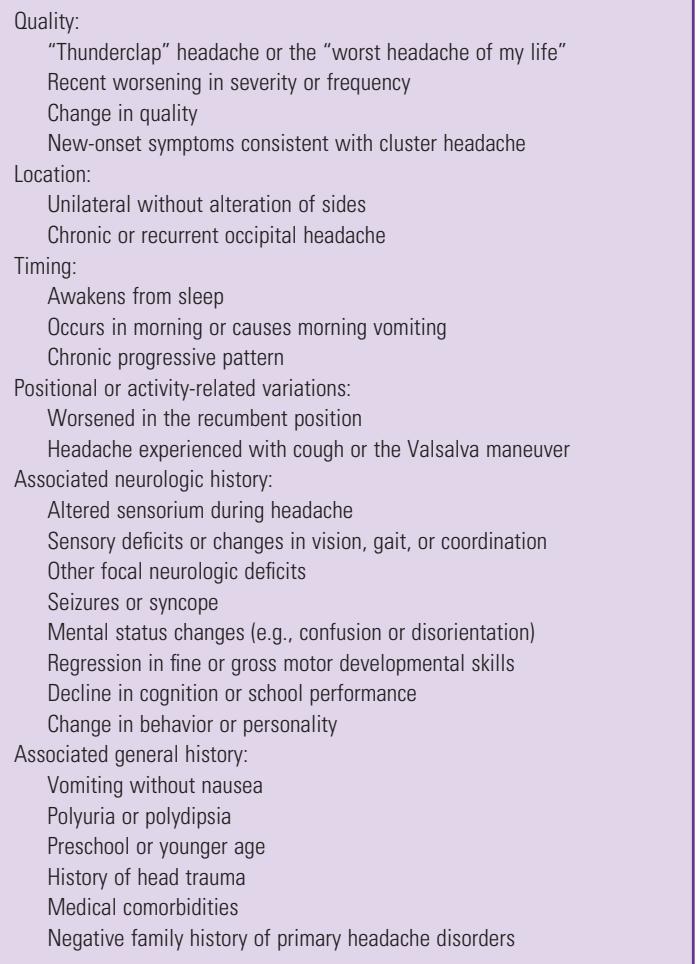 Quality:
“Thunderclap” headache or the “worst headache of my life”
Recent worsening in severity or frequency
Change in quality
New-onset symptoms consistent with cluster headache
Location:
Unilateral without alteration of sides
Chronic or recurrent occipital headache
Timing:
Awakens from sleep
Occurs in morning or causes morning vomiting
Chronic progressive pattern
Positional or activity-related variations:
Worsened in the recumbent position
Headache experienced with cough or the Valsalva maneuver
Associated neurologic history:
Altered sensorium during headache
Sensory deficits or changes in vision, gait, or coordination
Other focal neurologic deficits
Seizures or syncope
Mental status changes (e.g., confusion or disorientation)
Regression in fine or gross motor developmental skills
Decline in cognition or school performance
Change in behavior or personality
Associated general history:
Vomiting without nausea
Polyuria or polydipsia
Preschool or younger age
History of head trauma
Medical comorbidities
Negative family history of primary headache disorders